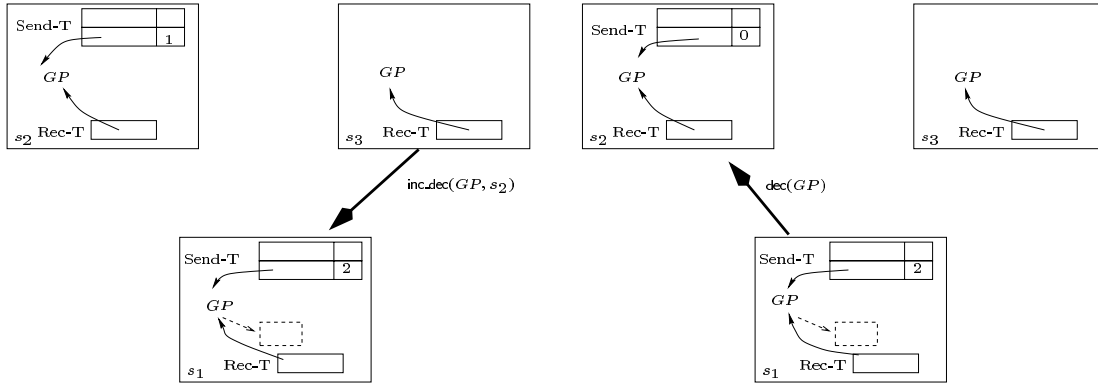 Send-T
1
GP
Rec-T
s2
GP
Rec-T
s3
inc_dec(GP, s2)
Send-T
2
GP
Rec-T
s1
Send-T
0
GP
Rec-T
s2
GP
Rec-T
s3
dec(GP)
Send-T
2
GP
Rec-T
s1